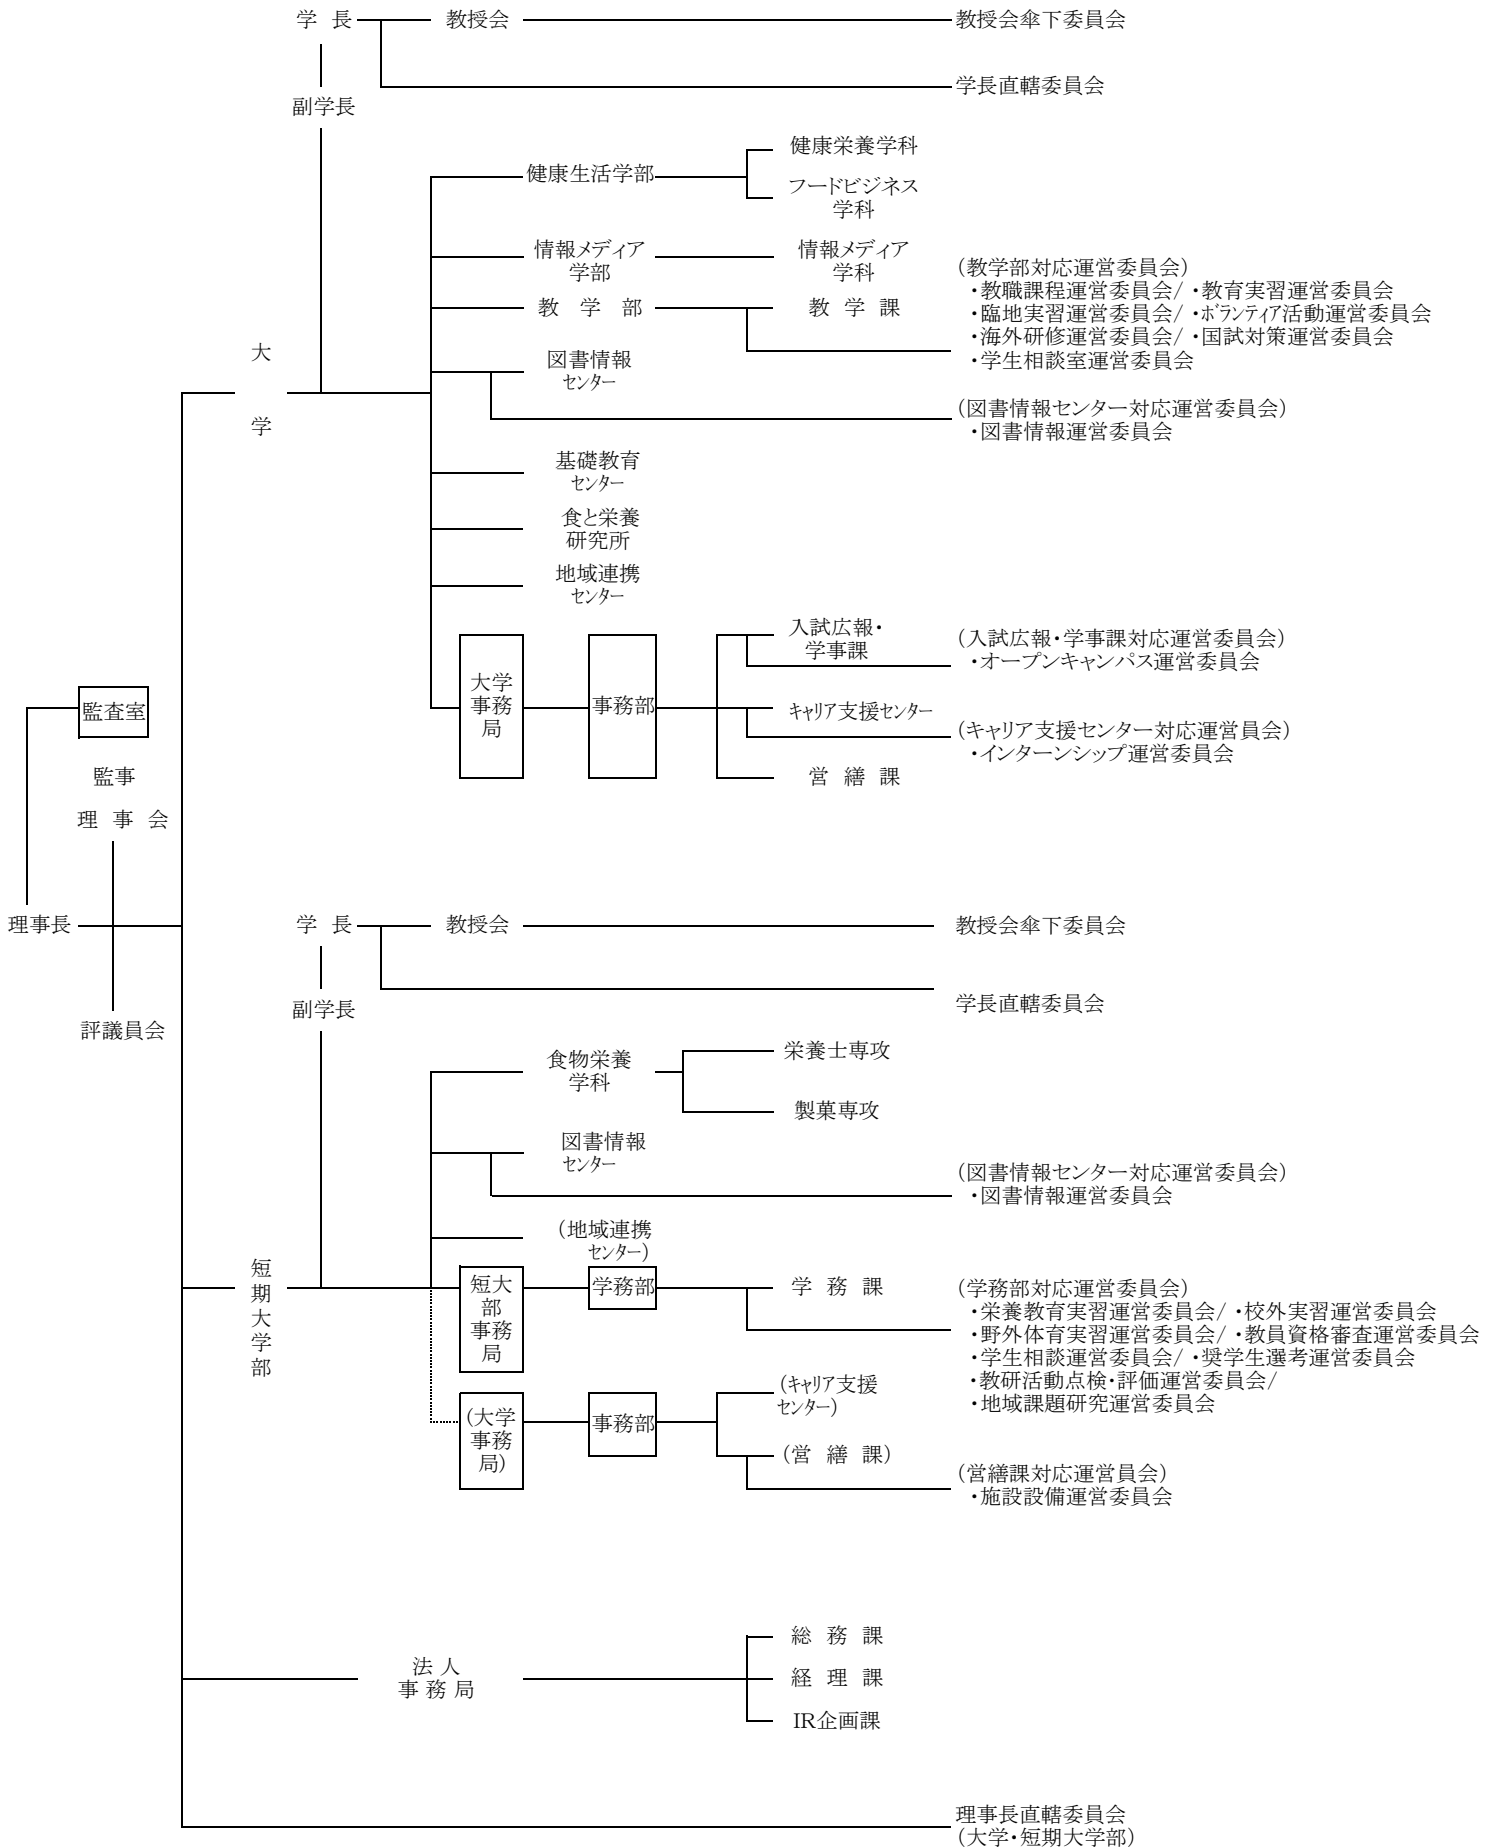 学 長
教授会
教授会傘下委員会
学長直轄委員会
副学長
健康生活学部
健康栄養学科
フードビジネス
学科
情報メディア
学部
情報メディア
学科
教 学 部
教 学 課
(教学部対応運営委員会)
・教職課程運営委員会/ ・教育実習運営委員会
・臨地実習運営委員会/ ・ボランティア活動運営委員会
・海外研修運営委員会/ ・国試対策運営委員会
・学生相談室運営委員会
大
学
図書情報
センター
(図書情報センター対応運営委員会)
・図書情報運営委員会
基礎教育
センター
食と栄養
研究所
地域連携
センター
大学
事務
局
事務部
入試広報・
学事課
(入試広報・学事課対応運営委員会)
・オープンキャンパス運営委員会
キャリア支援センター
(キャリア支援センター対応運営員会)
・インターンシップ運営委員会
営 繕 課
監査室
監事
理 事 会
理事長
評議員会
学 長
教授会
教授会傘下委員会
学長直轄委員会
副学長
食物栄養
学科
栄養士専攻
製菓専攻
図書情報
センター
(図書情報センター対応運営委員会)
・図書情報運営委員会
(地域連携
センター)
短
期
大
学
部
短大
部
事務
局
学務部
学 務 課
(学務部対応運営委員会)
・栄養教育実習運営委員会/ ・校外実習運営委員会
・野外体育実習運営委員会/ ・教員資格審査運営委員会
・学生相談運営委員会/ ・奨学生選考運営委員会
・教研活動点検・評価運営委員会/
・地域課題研究運営委員会
(大学
事務
局)
事務部
(キャリア支援
センター)
(営 繕 課)
(営繕課対応運営員会)
・施設設備運営委員会
法 人
事 務 局
総 務 課
経 理 課
IR企画課
理事長直轄委員会
(大学・短期大学部)